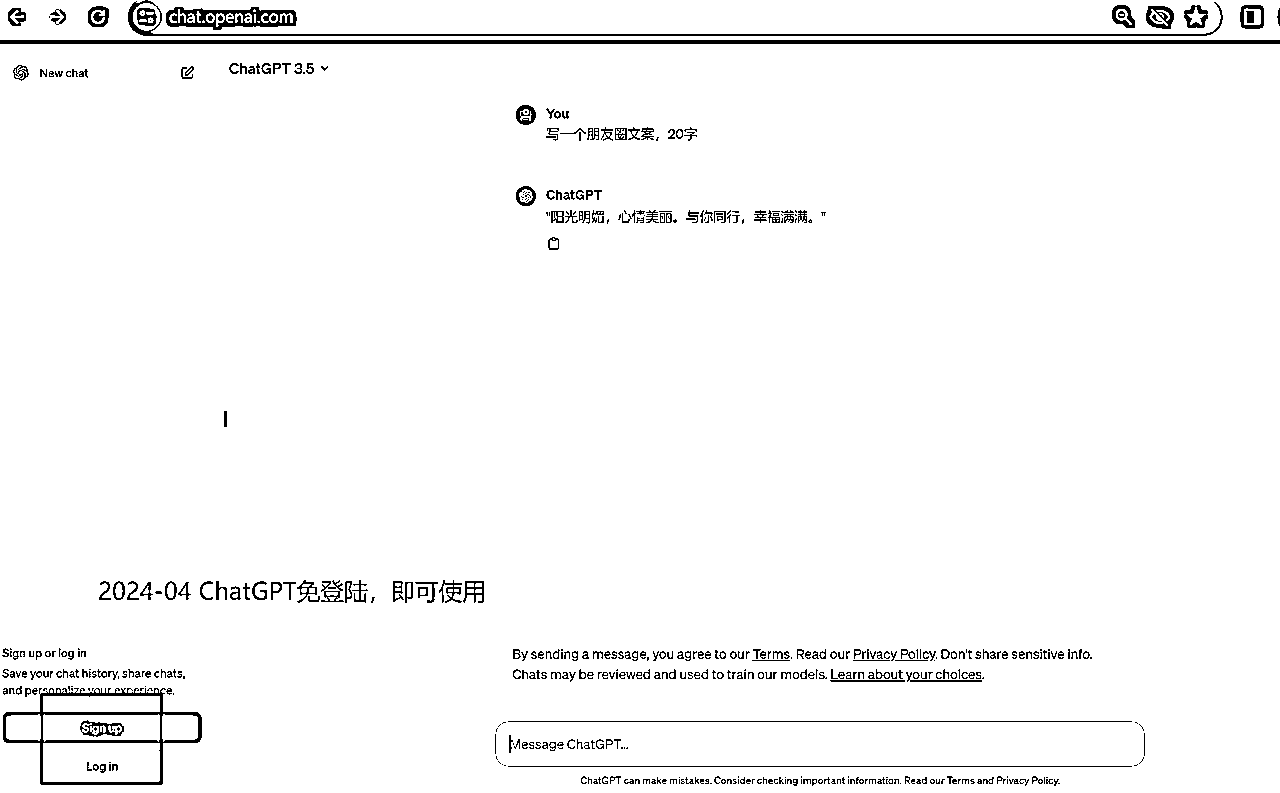 chat.openai.com
New chat
ChatGPT 3.5
You
写一个朋友圈文案，20字
ChatGPT
"阳光明媚，心情美丽。与你同行，幸福满满。"
2024-04 ChatGPT免登陆，即可使用
Sign up or log in
Save your chat history, share chats,
and personalize your experience.
Sign up
Log in
By sending a message, you agree to our Terms. Read our Privacy Policy. Don't share sensitive info.
Chats may be reviewed and used to train our models. Learn about your choices.
Message ChatGPT...
ChatGPT can make mistakes. Consider checking important information. Read our Terms and Privacy Policy.